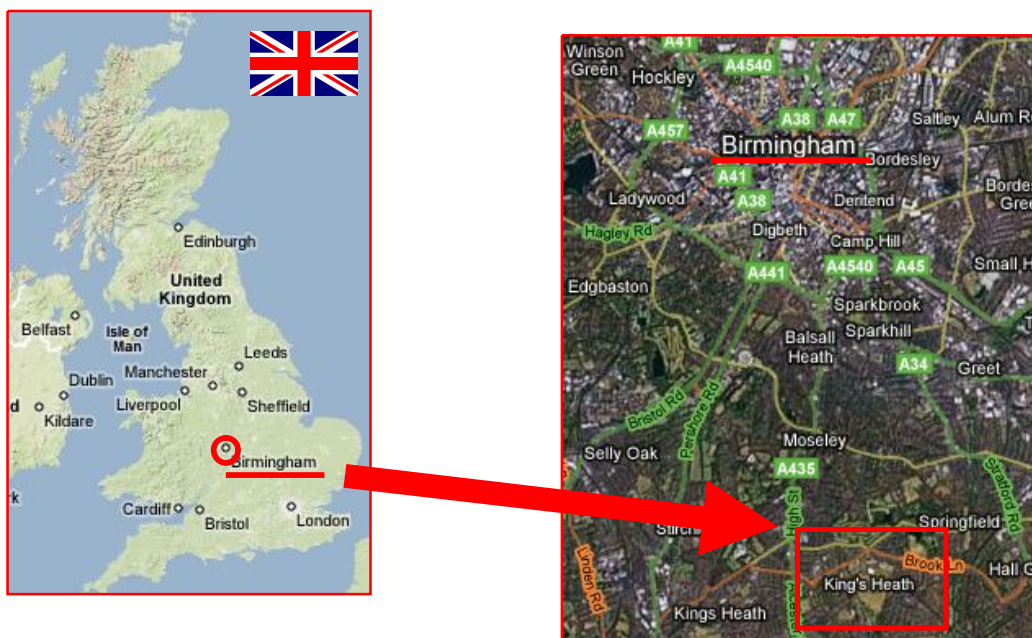 Edinburgh
United
Kingdom
Belfast
Isle of
Man
Leeds
Dublin
Manchester
Liverpool
Sheffield
Kildare
Birmingham
Cardiff
Bristol
London
Winson
Green
A41
A4540
Hockley
A38
A47
Saltley
Alum
A457
Birmingham
Bordesley
A41
Ladywood
A38
Deritend
Green
Hagley Rd
Digbeth
Camp Hill
A441
A4540
A45
Small
Edgbaston
Sparkbrook
Balsall
Heath
Sparkhill
A34
Greet
Bristol Rd
Pershore Rd
Moseley
Selly Oak
A435
Stratford Rd
High St
Springfield
Linden Rd
Brook Ln
Hall
King's Heath
Kings Heath